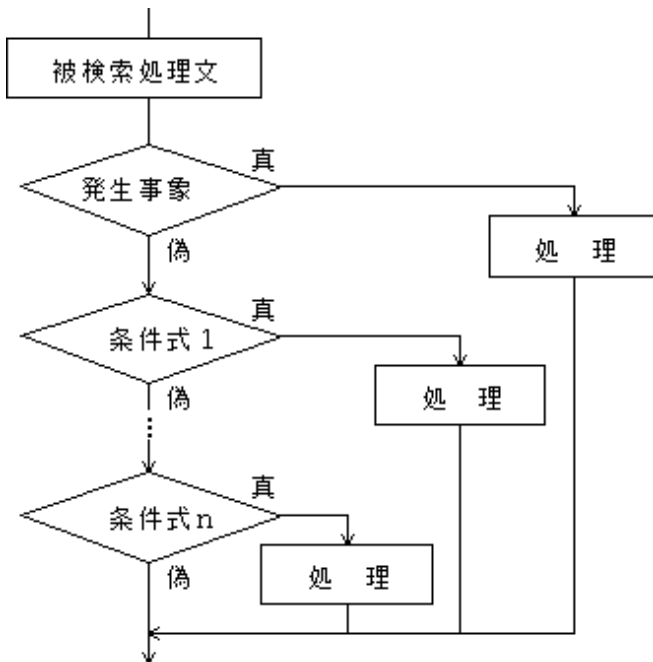 被検索処理文
真
発生事象
処 理
偽
真
条件式1
処 理
偽
真
条件式n
処 理
偽